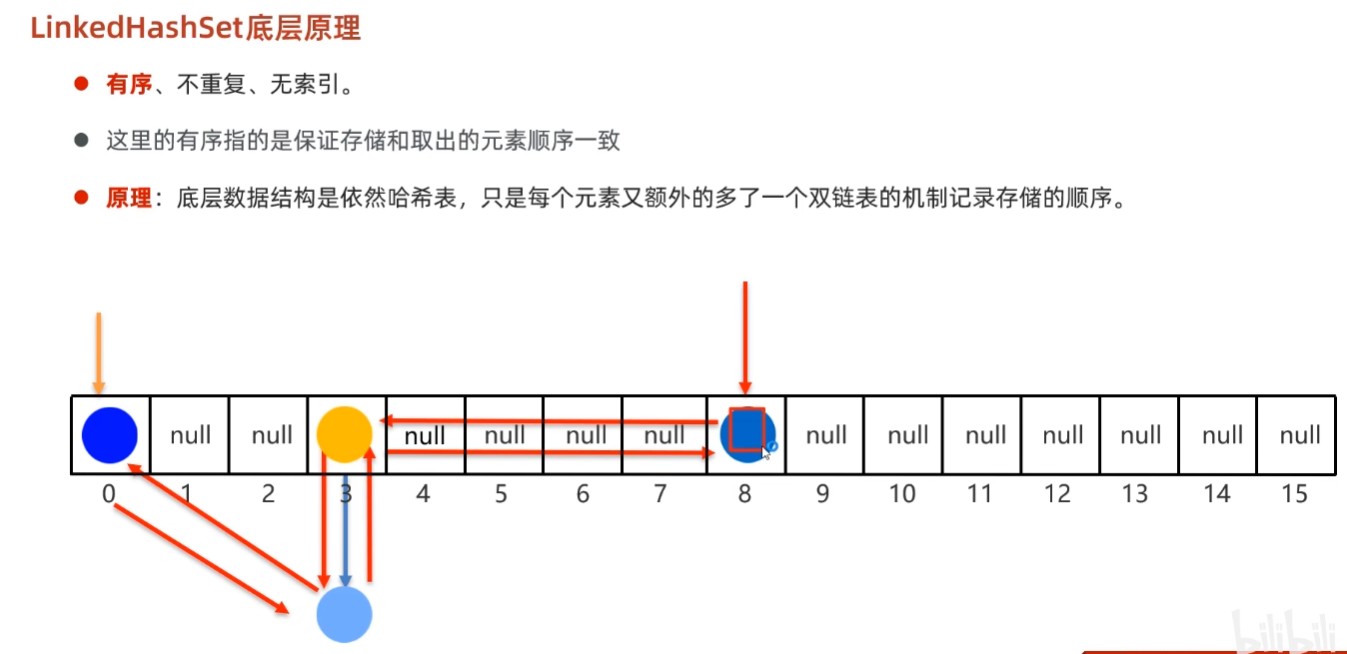 LinkedHashSet底层原理
有序、不重复、无索引。
这里的有序指的是保证存储和取出的元素顺序一致
原理：底层数据结构是依然哈希表，只是每个元素又额外的多了一个双链表的机制记录存储的顺序。
null null null null null null null null null null null null null
0 1 2 3 4 5 6 7 8 9 10 11 12 13 14 15
bilibili